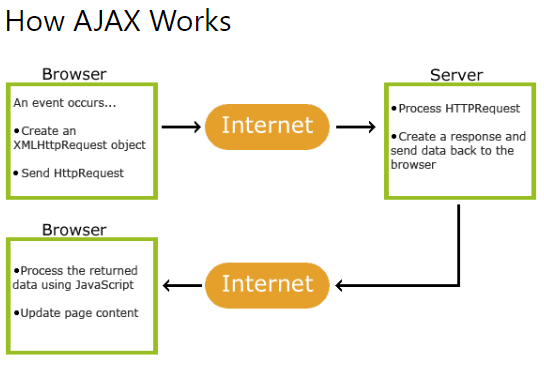 How AJAX Works
Browser
An event occurs...
•Create an
XMLHttpRequest object
• Send HttpRequest
Internet
Server
• Process HTTPRequest
• Create a response and
send data back to the
browser
Browser
•Process the returned
data using JavaScript
•Update page content
Internet